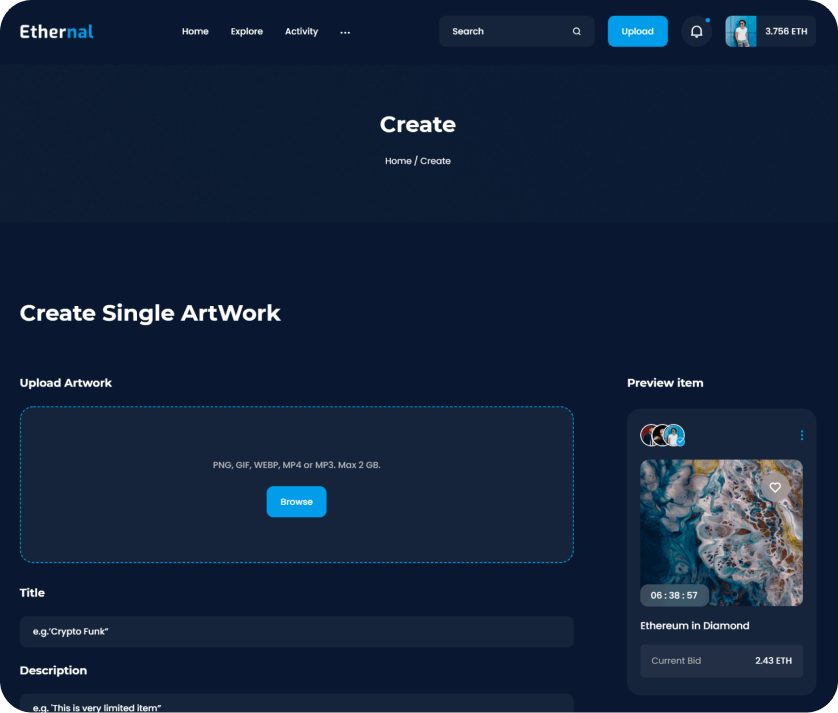 Ethernal
Home Explore Activity ...
Search
Upload
3.756 ETH
Create
Home / Create
Create Single ArtWork
Upload Artwork
PNG, GIF, WEBP, MP4 or MP3. Max 2 GB.
Browse
Title
e.g.‘Crypto Funk”
Description
e.g. ‘This is very limited item”
Preview item
06 : 38 : 57
Ethereum in Diamond
Current Bid 2.43 ETH